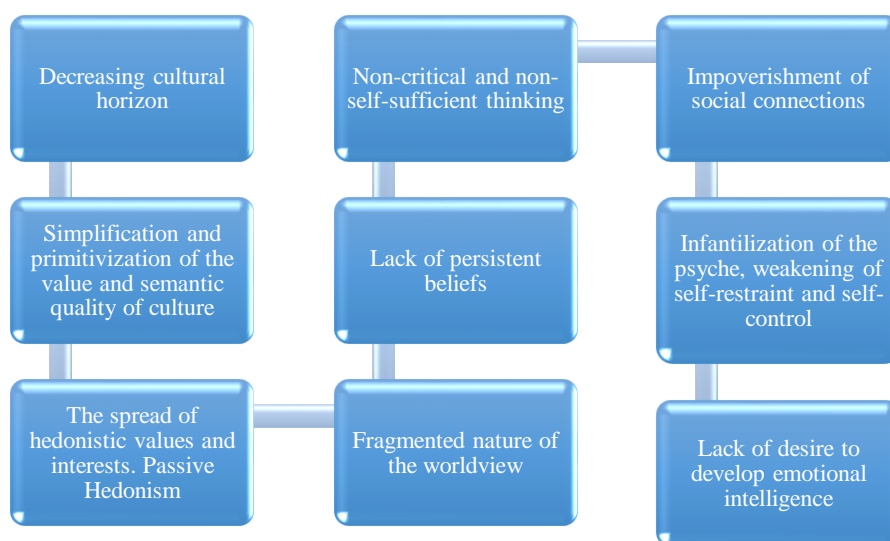 Decreasing cultural
horizon
Simplification and
primitivization of the
value and semantic
quality of culture
The spread of
hedonistic values and
interests. Passive
Hedonism
Fragmented nature of
the worldview
Lack of persistent
beliefs
Non-critical and non-
self-sufficient thinking
Impoverishment of
social connections
Infantilization of the
psyche, weakening of
self-restraint and self-
control
Lack of desire to
develop emotional
intelligence